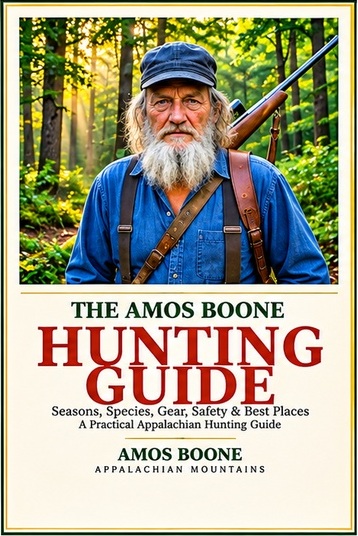 THE AMOS BOONE
HUNTING
GUIDE
Seasons, Species, Gear, Safety & Best Places
A Practical Appalachian Hunting Guide
AMOS BOONE
APPALACHIAN MOUNTAINS